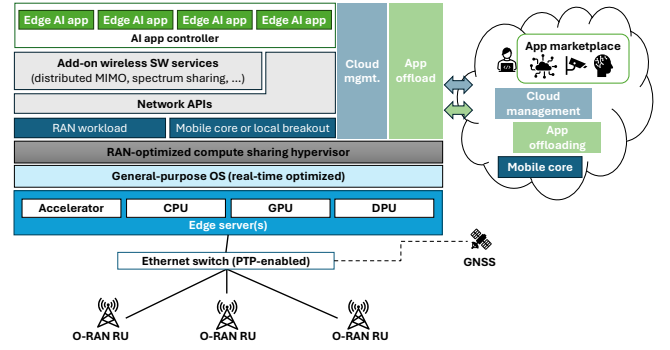 Edge AI app Edge AI app Edge AI app Edge AI app
AI app controller
Add-on wireless SW services
(distributed MIMO, spectrum sharing, ...)
Network APIs
RAN workload
Mobile core or local breakout
Cloud
mgmt.
App
offload
RAN-optimized compute sharing hypervisor
General-purpose OS (real-time optimized)
Accelerator CPU GPU DPU
Edge server(s)
Ethernet switch (PTP-enabled)
GNSS
O-RAN RU O-RAN RU O-RAN RU
App marketplace
Cloud
management
App
offloading
Mobile core